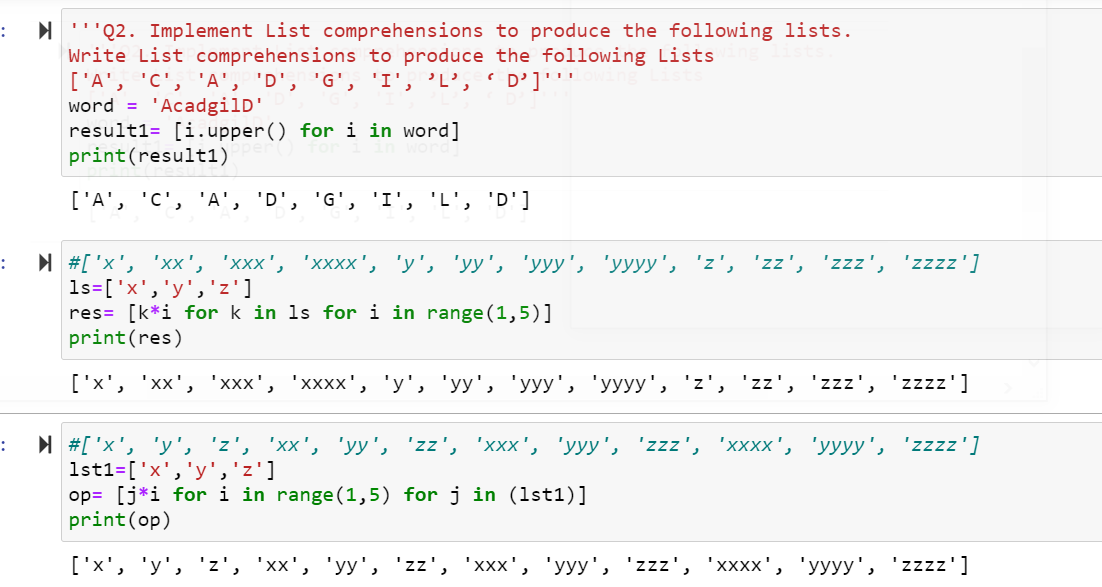 : '''Q2. Implement List comprehensions to produce the following lists.
Write List comprehensions to produce the following Lists
['A', 'C', 'A', 'D', 'G', 'I', ’L’, ‘ D’]'''
word = 'AcadgilD'
result1= [i.upper() for i in word]
print(result1)
['A', 'C', 'A', 'D', 'G', 'I', 'L', 'D']
: #['x', 'xx', 'xxx', 'xxxx', 'y', 'yy', 'yyy', 'yyyy', 'z', 'zz', 'zzz', 'zzzz']
ls=['x','y','z']
res= [k*i for k in ls for i in range(1,5)]
print(res)
['x', 'xx', 'xxx', 'xxxx', 'y', 'yy', 'yyy', 'yyyy', 'z', 'zz', 'zzz', 'zzzz']
: #['x', 'y', 'z', 'xx', 'yy', 'zz', 'xxx', 'yyy', 'zzz', 'xxxx', 'yyyy', 'zzzz']
lst1=['x','y','z']
op= [j*i for i in range(1,5) for j in (lst1)]
print(op)
['x', 'y', 'z', 'xx', 'yy', 'zz', 'xxx', 'yyy', 'zzz', 'xxxx', 'yyyy', 'zzzz']